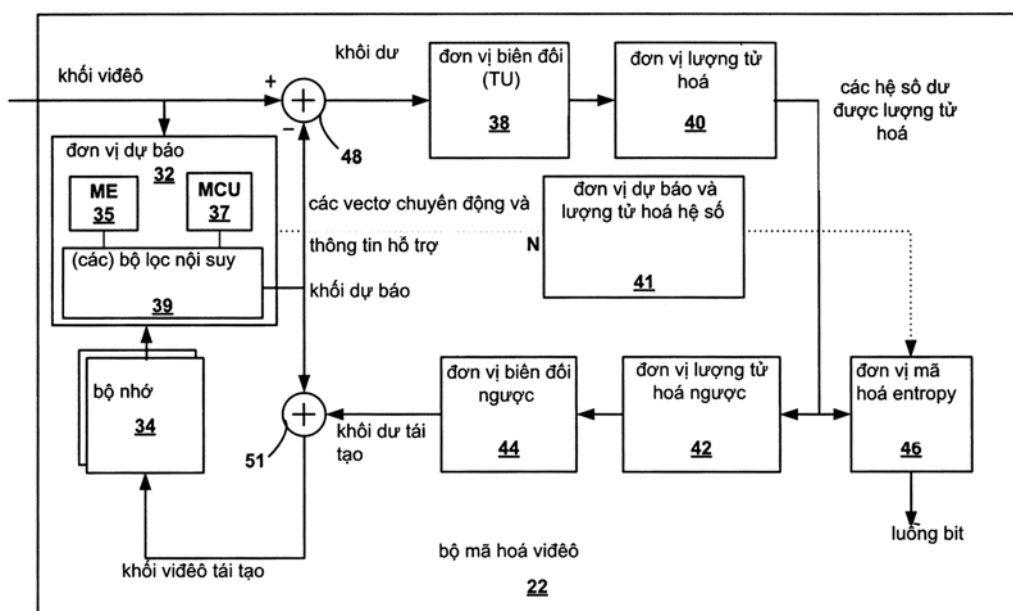 khối viđêô
+
−
48
khối dư
đơn vị biến đổi
(TU)
38
đơn vị lượng tử
hoá
40
các hệ số dư
được lượng tử
hoá
đơn vị dự báo
32
ME
35
MCU
37
(các) bộ lọc nội suy
39
các vectơ chuyển động và
thông tin hỗ trợ
khối dự báo
N
đơn vị dự báo và
lượng tử hoá hệ số
41
bộ nhớ
34
51
khối dư tái
tạo
đơn vị biến đổi
ngược
44
đơn vị lượng tử
hoá ngược
42
đơn vị mã
hoá entropy
46
luồng bit
khối viđêô tái tạo
bộ mã hoá viđêô
22